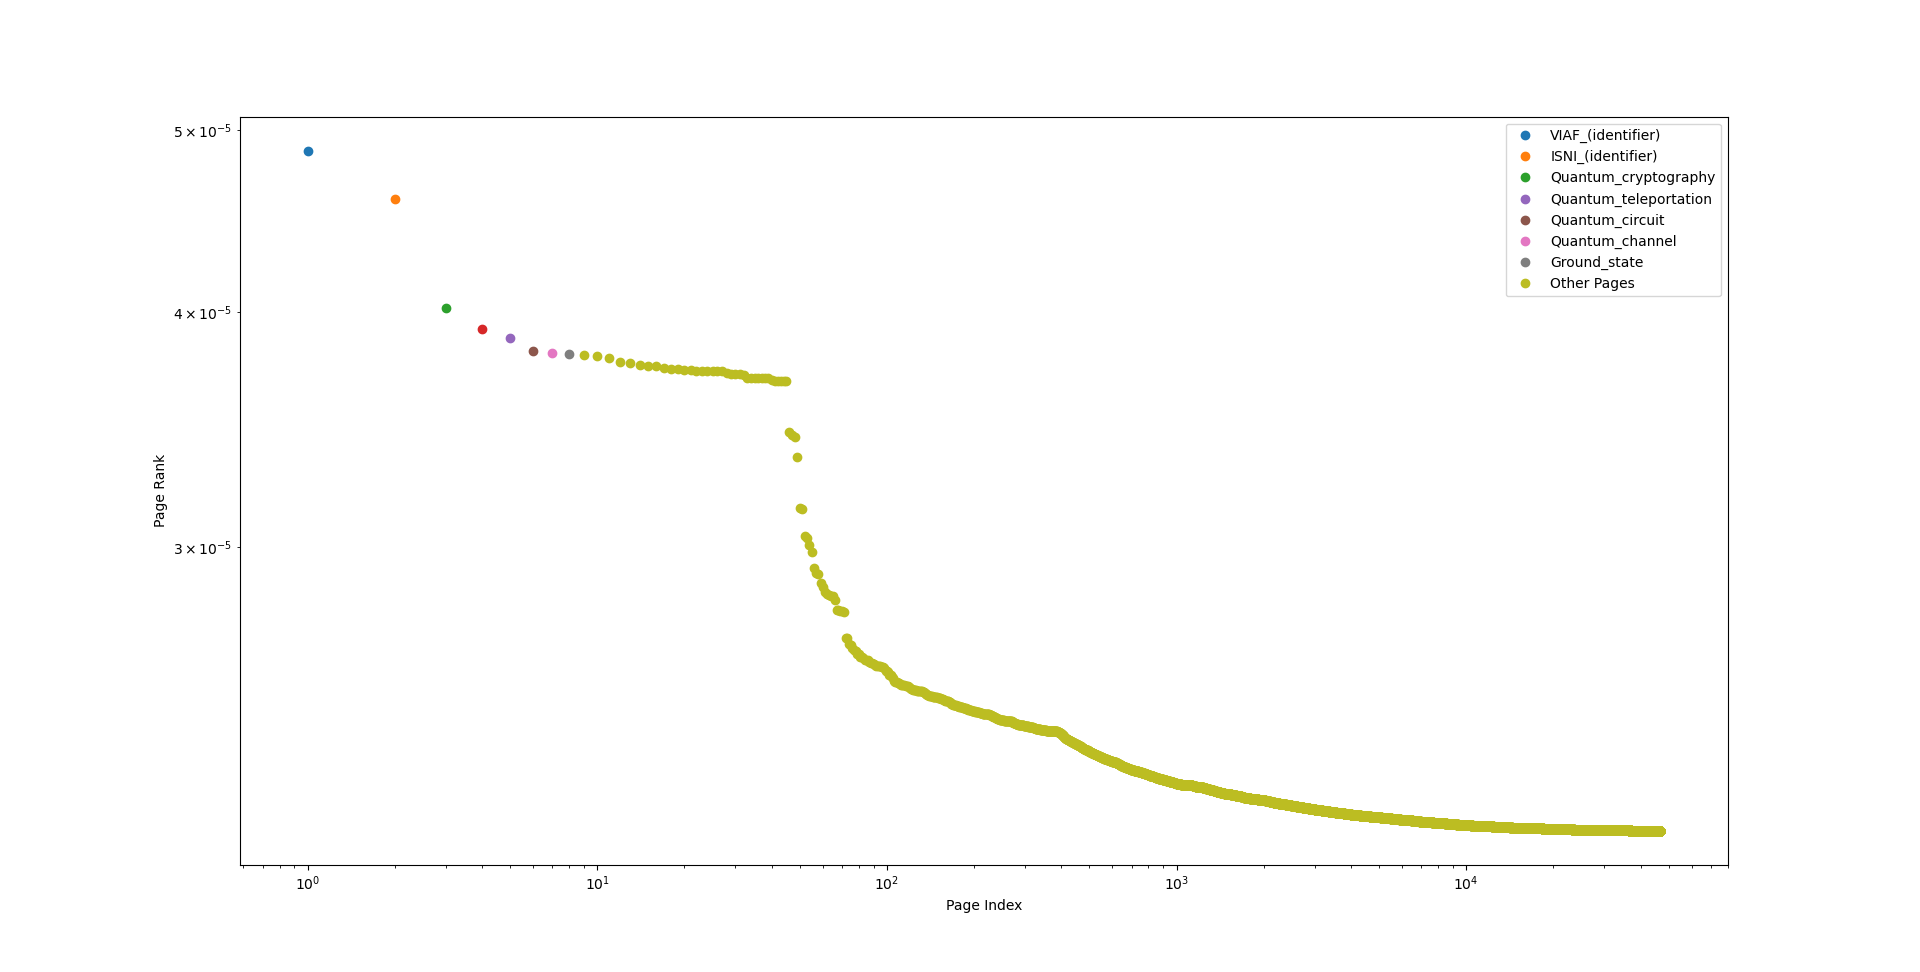 5 × 10⁻⁵
4 × 10⁻⁵
3 × 10⁻⁵
Page Rank
10⁰
10¹
10²
10³
10⁴
Page Index
VIAF_(identifier)
ISNI_(identifier)
Quantum_cryptography
Quantum_teleportation
Quantum_circuit
Quantum_channel
Ground_state
Other Pages